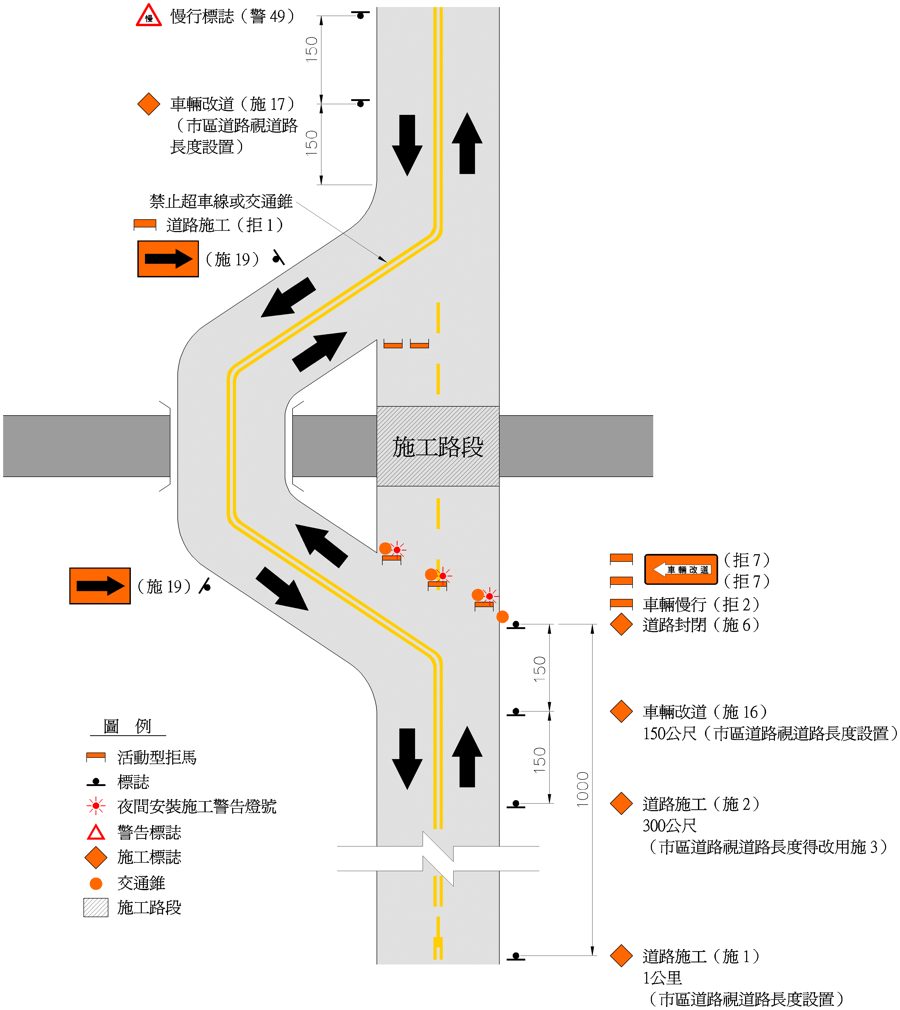 慢
慢行標誌（警 49）
150
車輛改道（施 17）
（市區道路視道路
長度設置）
150
禁止超車線或交通錐
道路施工（拒 1）
（施 19）
施工路段
（施 19）
車輛改道
（拒 7）
（拒 7）
車輛慢行（拒 2）
道路封閉（施 6）
150
車輛改道（施 16）
150公尺（市區道路視道路長度設置）
150
1000
道路施工（施 2）
300公尺
（市區道路視道路長度得改用施 3）
道路施工（施 1）
1公里
（市區道路視道路長度設置）
圖 例
活動型拒馬
標誌
夜間安裝施工警告燈號
警告標誌
施工標誌
交通錐
施工路段